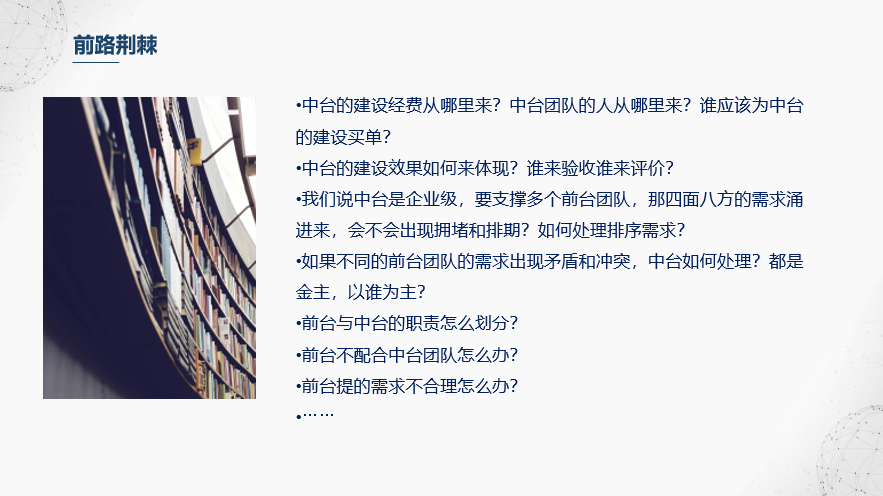 前路荆棘
•中台的建设经费从哪里来？中台团队的人从哪里来？谁应该为中台
的建设买单？
•中台的建设效果如何来体现？谁来验收谁来评价？
•我们说中台是企业级，要支撑多个前台团队，那四面八方的需求涌
进来，会不会出现拥堵和排期？如何处理排序需求？
•如果不同的前台团队的需求出现矛盾和冲突，中台如何处理？都是
金主，以谁为主？
•前台与中台的职责怎么划分？
•前台不配合中台团队怎么办？
•前台提的需求不合理怎么办？
•……